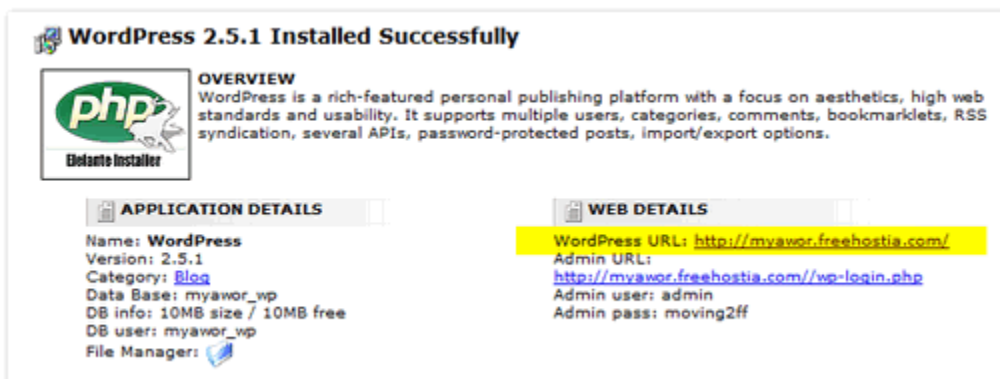 WordPress 2.5.1 Installed Successfully
OVERVIEW
WordPress is a rich-featured personal publishing platform with a focus on aesthetics, high web
standards and usability. It supports multiple users, categories, comments, bookmarklets, RSS
syndication, several APIs, password-protected posts, import/export options.
php
Elelante Installer
APPLICATION DETAILS
Name: WordPress
Version: 2.5.1
Category: Blog
Data Base: myawor_wp
DB info: 10MB size / 10MB free
DB user: myawor_wp
File Manager:
WEB DETAILS
WordPress URL: http://myawor.freehostia.com/
Admin URL:
http://myawor.freehostia.com//wp-login.php
Admin user: admin
Admin pass: moving2ff